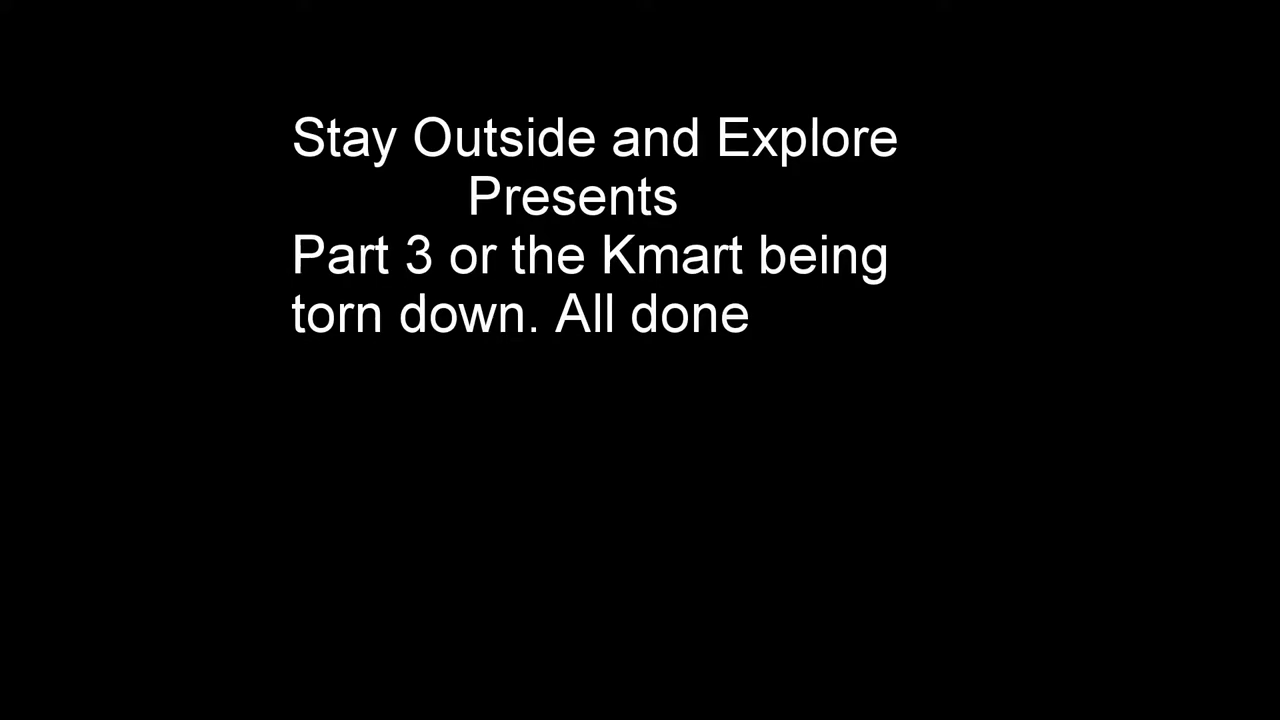 Stay Outside and Explore
Presents
Part 3 or the Kmart being
torn down. All done